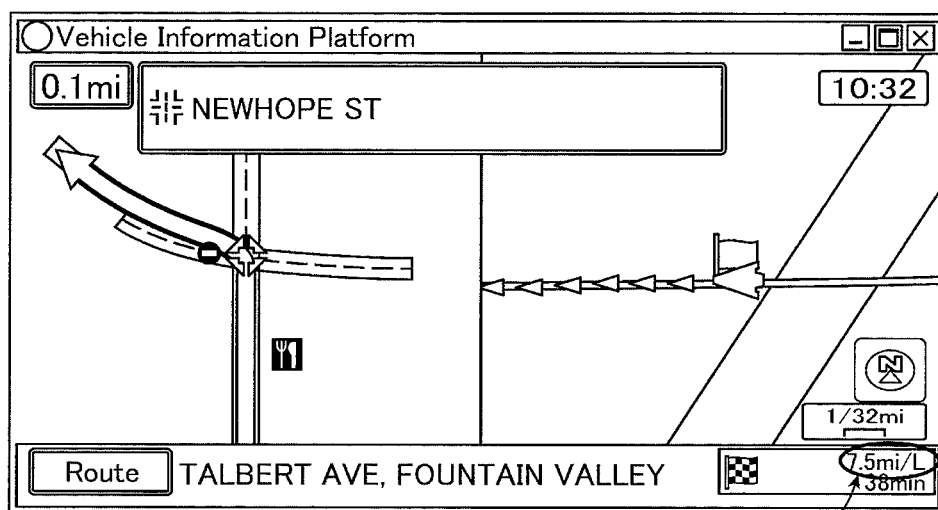 Vehicle Information Platform
0.1mi
NEWHOPE ST
10:32
N
1/32mi
Route
TALBERT AVE, FOUNTAIN VALLEY
7.5mi/L
38min